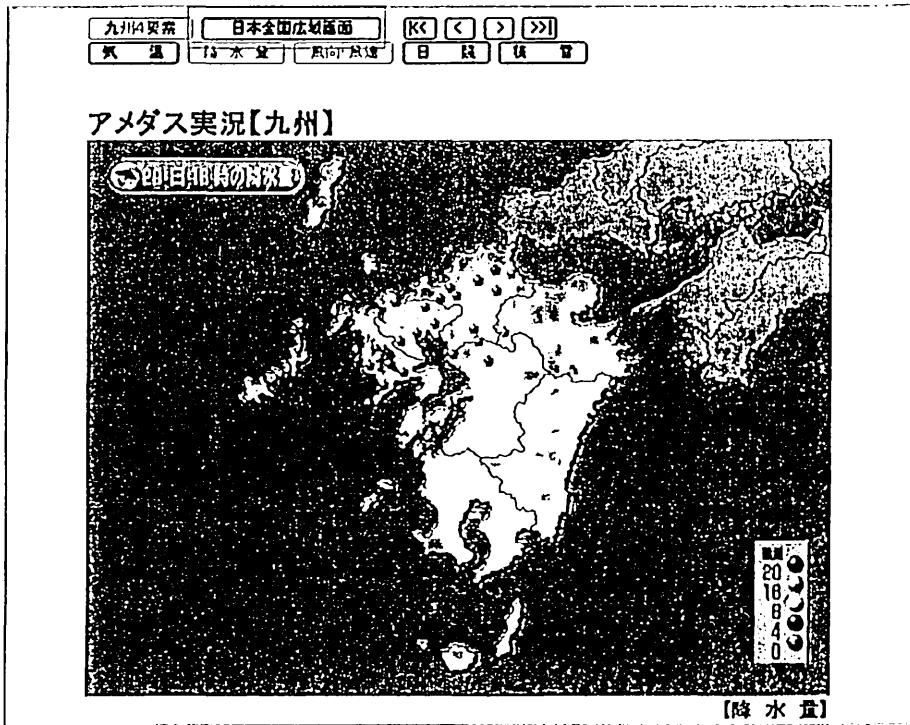 九州4要素 日本全国広域画面 |<< < > >>|
気 温 降 水 量 風向・風速 日 照 積 雪
アメダス実況【九州】
20
8
4
0
【降 水 量】